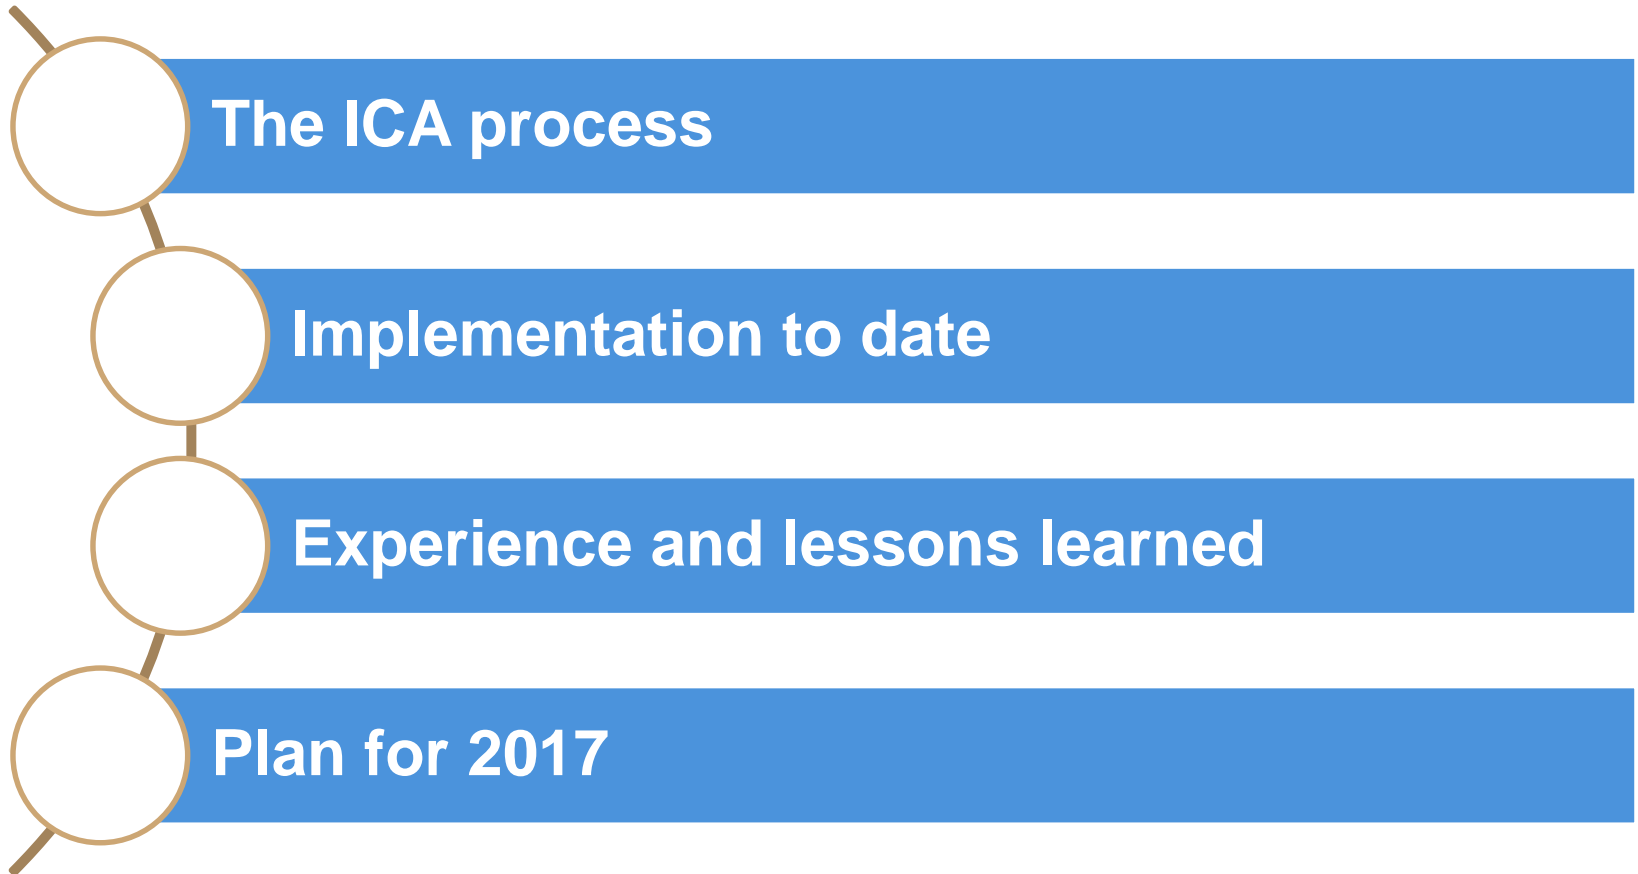 The ICA process
Implementation to date
Experience and lessons learned
Plan for 2017